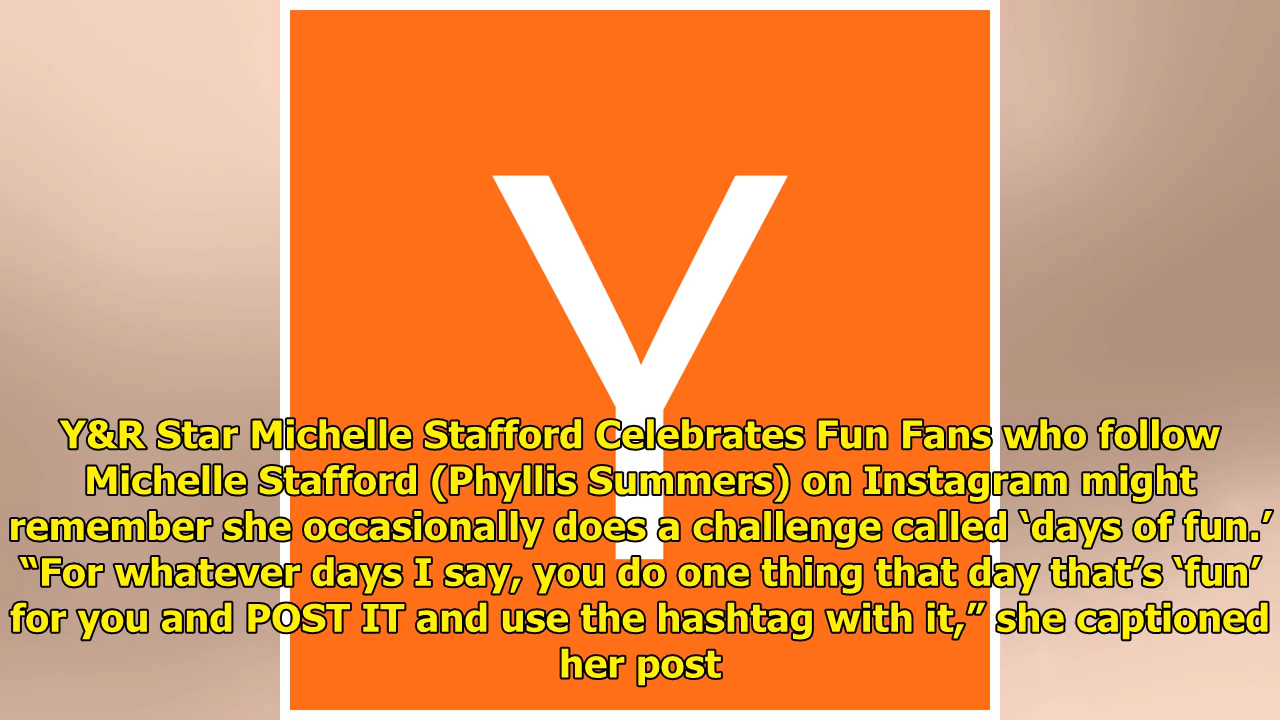 Y
Y&R Star Michelle Stafford Celebrates Fun Fans who follow
Michelle Stafford (Phyllis Summers) on Instagram might
remember she occasionally does a challenge called ‘days of fun.’
“For whatever days I say, you do one thing that day that’s ‘fun’
for you and POST IT and use the hashtag with it,” she captioned
her post